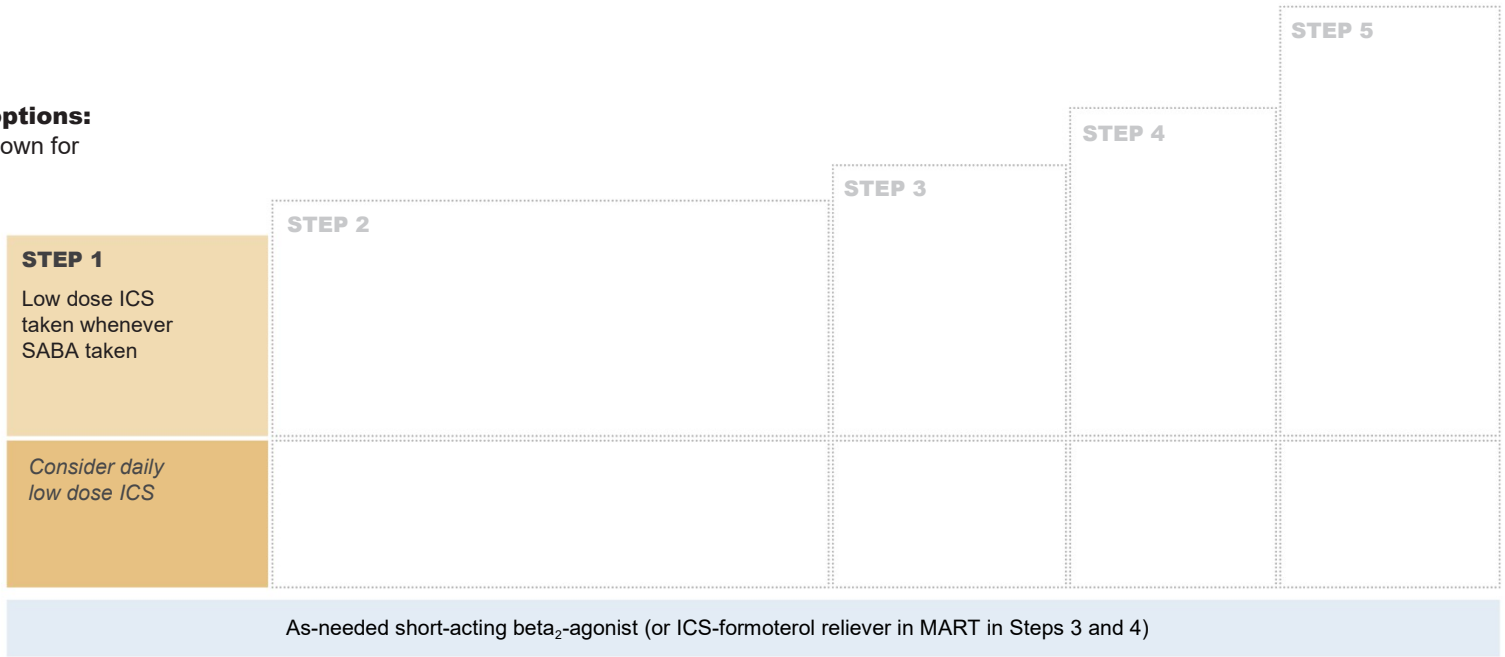 STEP 5
ptions:
own for
STEP 4
STEP 3
STEP 2
STEP 1
Low dose ICS
taken whenever
SABA taken
Consider daily
low dose ICS
As-needed short-acting beta₂-agonist (or ICS-formoterol reliever in MART in Steps 3 and 4)